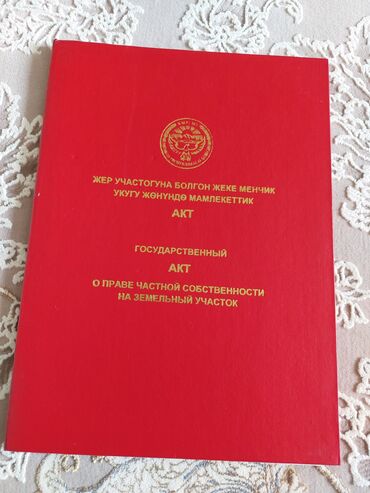 ЖЕР УЧАСТОГУНА БОЛГОН ЖЕКЕ МЕНЧИК
УКУГУ ЖӨНҮНДӨ МАМЛЕКЕТТИК
АКТ
ГОСУДАРСТВЕННЫЙ
АКТ
О ПРАВЕ ЧАСТНОЙ СОБСТВЕННОСТИ
НА ЗЕМЕЛЬНЫЙ УЧАСТОК